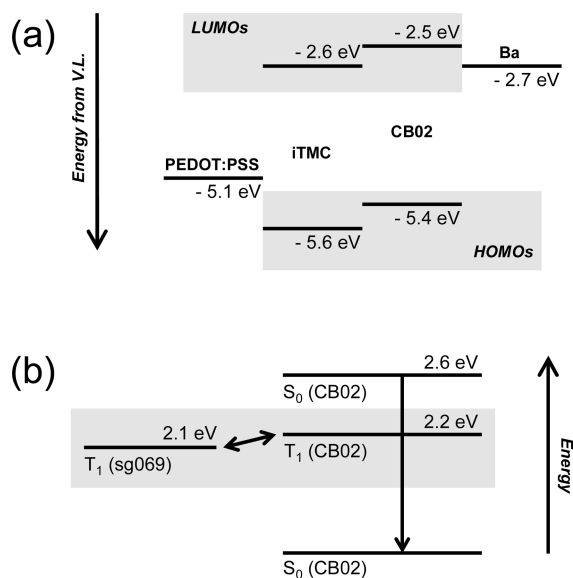 (a)
Energy from V.L.
LUMOs
- 2.6 eV
- 2.5 eV
Ba
- 2.7 eV
CB02
iTMC
PEDOT:PSS
- 5.1 eV
- 5.4 eV
- 5.6 eV
HOMOs
(b)
2.6 eV
S0 (CB02)
2.1 eV
2.2 eV
T1 (sg069)
T1 (CB02)
S0 (CB02)
Energy